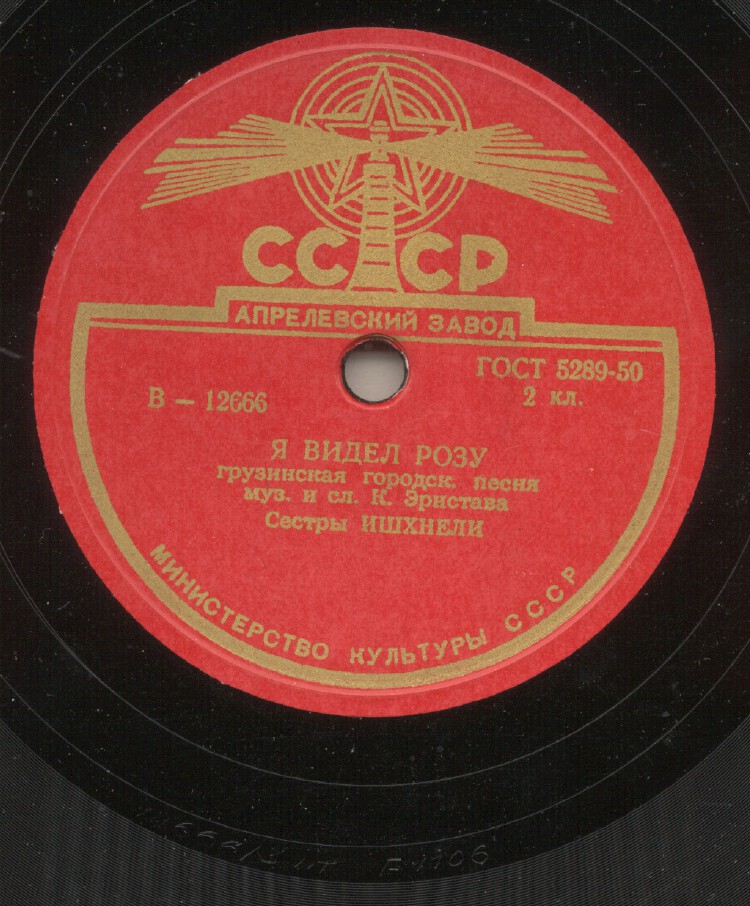 СССР
АПРЕЛЕВСКИЙ ЗАВОД
ГОСТ 5289-50
В — 12666
2 кл.
Я ВИДЕЛ РОЗУ
грузинская городск. песня
муз. и сл. К. Эристава
Сестры ИШХНЕЛИ
МИНИСТЕРСТВО КУЛЬТУРЫ СССР